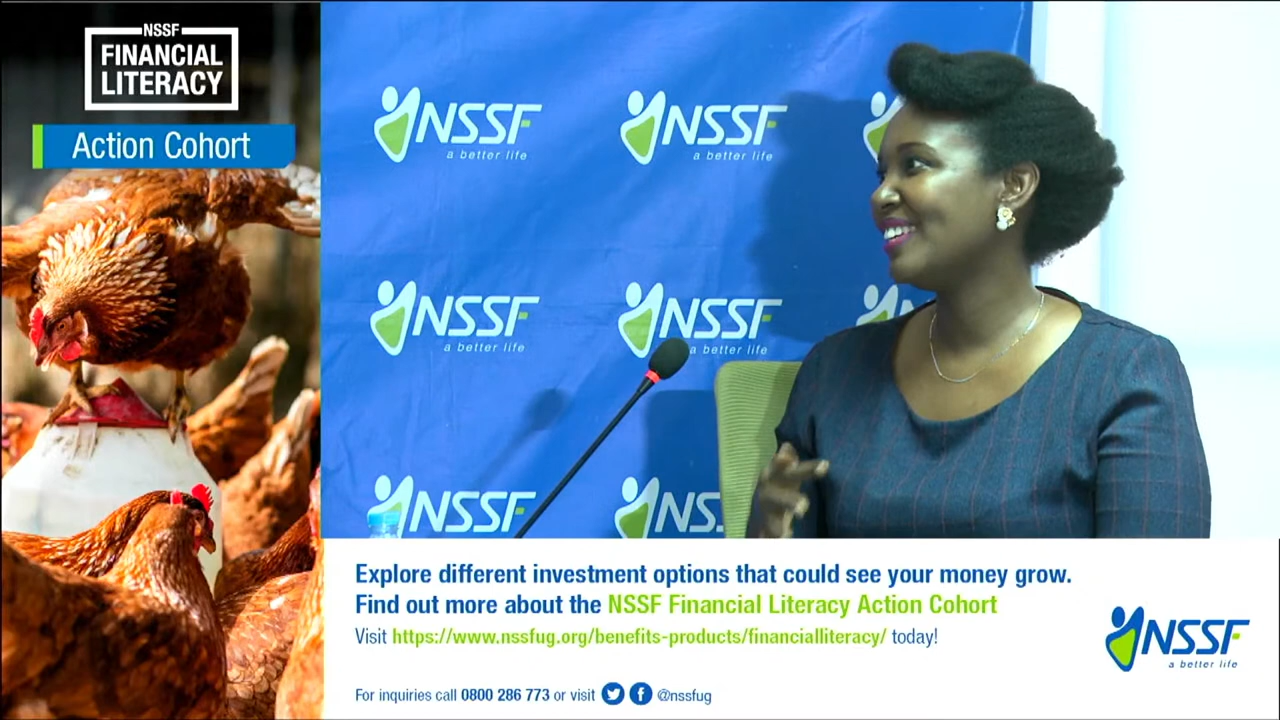 NSSF
FINANCIAL
LITERACY
Action Cohort
NSSF
a better life
NSSF
a better life
NSSF
a better life
NSSF
a better life
NSSF
NSS
Explore different investment options that could see your money grow.
Find out more about the NSSF Financial Literacy Action Cohort
Visit https://www.nssfug.org/benefits-products/financialliteracy/ today!
NSSF
a better life
For inquiries call 0800 286 773 or visit @nssfug